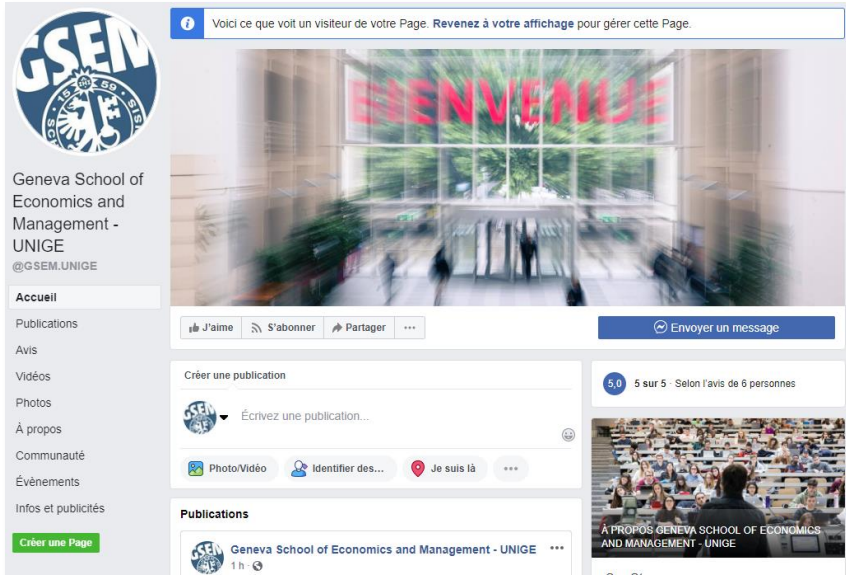 GSEM
1559
Geneva School of
Economics and
Management -
UNIGE
@GSEM.UNIGE
Accueil
Publications
Avis
Vidéos
Photos
À propos
Communauté
Évènements
Infos et publicités
Créer une Page
Voici ce que voit un visiteur de votre Page. Revenez à votre affichage pour gérer cette Page.
BIENVENUE
J'aime S'abonner Partager ...
Envoyer un message
Créer une publication
GSEM
Écrivez une publication...
Photo/Vidéo Identifier des... Je suis là ...
Publications
GSEM
Geneva School of Economics and Management - UNIGE ...
1 h ·
5,0 5 sur 5 · Selon l'avis de 6 personnes
À PROPOS GENEVA SCHOOL OF ECONOMICS
AND MANAGEMENT - UNIGE